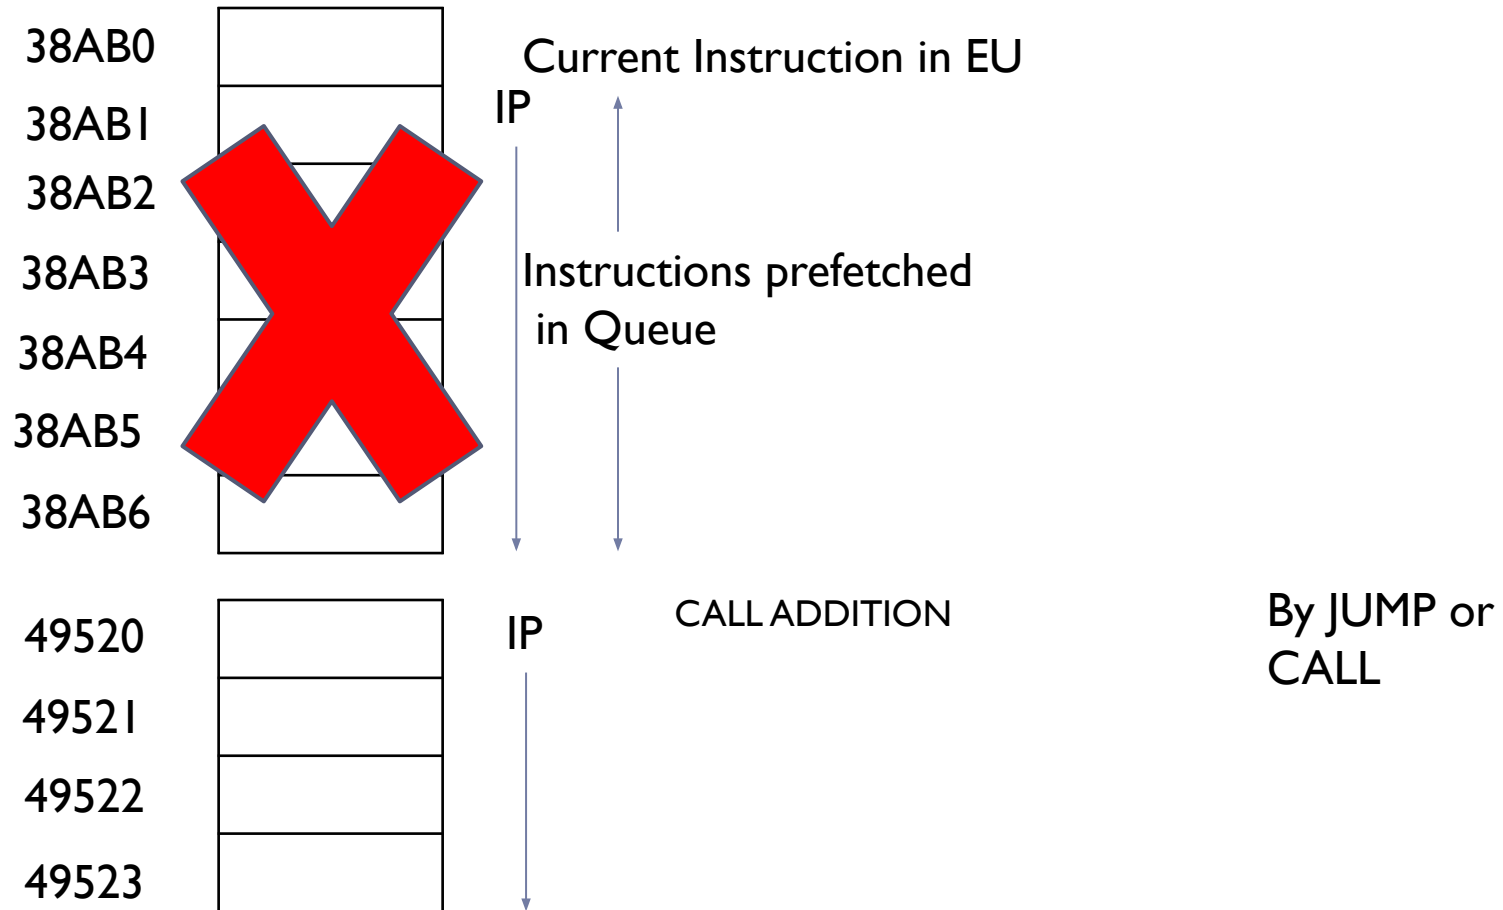 38AB0
Current Instruction in EU
38AB1
IP
38AB2
38AB3
Instructions prefetched
in Queue
38AB4
38AB5
38AB6
49520
IP
CALL ADDITION
By JUMP or
CALL
49521
49522
49523